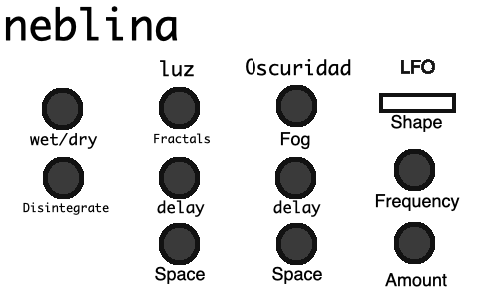 neblina
luz Oscuridad LFO
wet/dry Fractals Fog Shape
Disintegrate delay delay Frequency
Space Space Amount